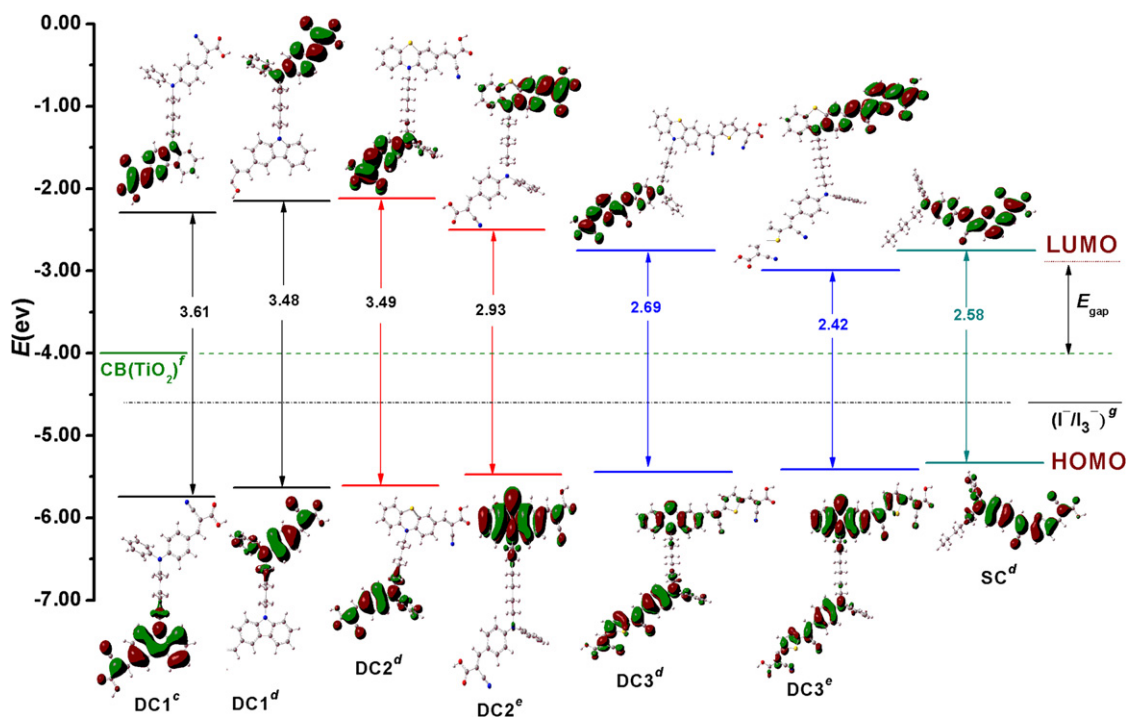 0.00
-1.00
-2.00
-3.00
-4.00
-5.00
-6.00
-7.00
E(ev)
3.61
3.48
3.49
2.93
2.69
2.42
2.58
LUMO
E gap
CB(TiO2)f
(I−/I3−)g
HOMO
DC1c
DC1d
DC2d
DC2e
DC3d
DC3e
SCd